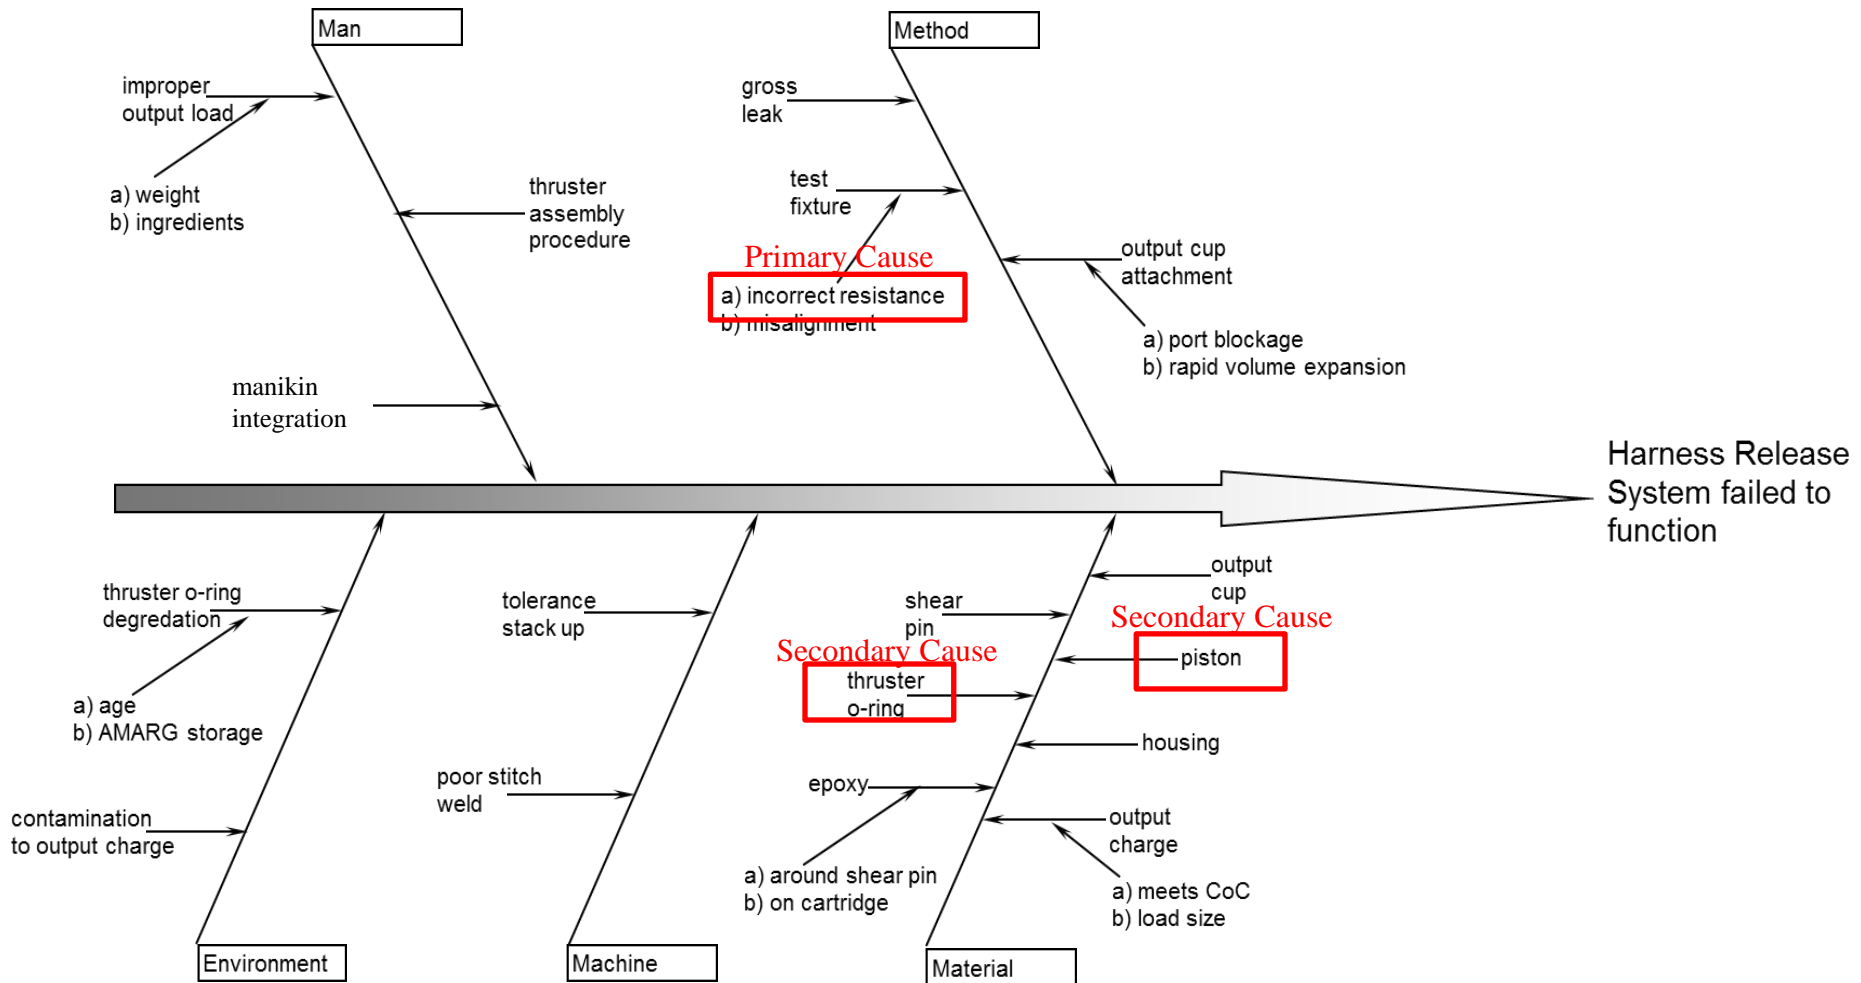 Man
improper
output load
a) weight
b) ingredients
thruster
assembly
procedure
manikin
integration
Method
gross
leak
test
fixture
Primary Cause
a) incorrect resistance
b) misalignment
output cup
attachment
a) port blockage
b) rapid volume expansion
Harness Release
System failed to
function
thruster o-ring
degredation
a) age
b) AMARG storage
contamination
to output charge
Environment
tolerance
stack up
poor stitch
weld
Machine
output
cup
shear
pin
Secondary Cause
piston
Secondary Cause
thruster
o-ring
housing
epoxy
a) around shear pin
b) on cartridge
output
charge
a) meets CoC
b) load size
Material